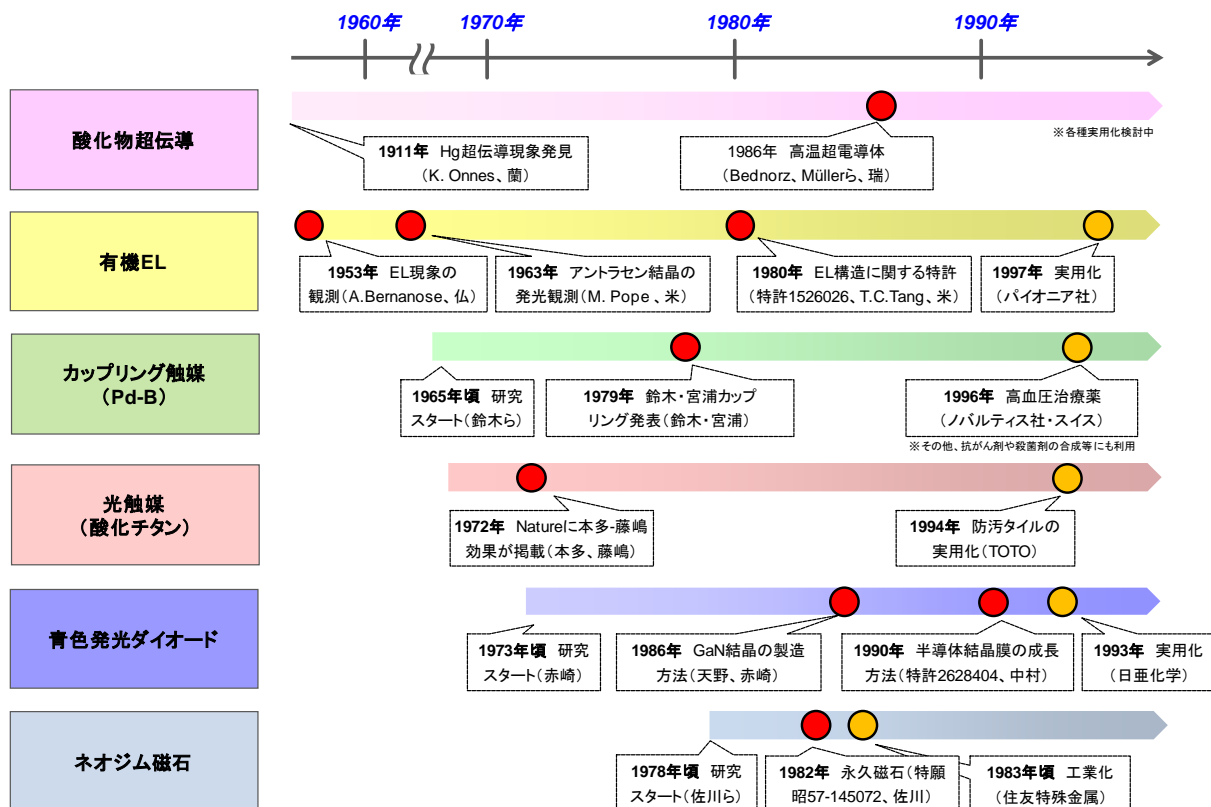 1960年 1970年 1980年 1990年
酸化物超伝導
※各種実用化検討中
1911年 Hg超伝導現象発見
（K. Onnes、蘭）
1986年 高温超電導体
（Bednorz、Müllerら、瑞）
有機EL
1953年 EL現象の
観測（A.Bernanose、仏）
1963年 アントラセン結晶の
発光観測（M. Pope 、米）
1980年 EL構造に関する特許
（特許1526026、T.C.Tang、米）
1997年 実用化
（パイオニア社）
カップリング触媒
（Pd-B）
1965年頃 研究
スタート（鈴木ら）
1979年 鈴木・宮浦カップ
リング発表（鈴木・宮浦）
1996年 高血圧治療薬
（ノバルティス社・スイス）
※その他、抗がん剤や殺菌剤の合成等にも利用
光触媒
（酸化チタン）
1972年 Natureに本多-藤嶋
効果が掲載（本多、藤嶋）
1994年 防汚タイルの
実用化（TOTO）
青色発光ダイオード
1973年頃 研究
スタート（赤崎）
1986年 GaN結晶の製造
方法（天野、赤崎）
1990年 半導体結晶膜の成長
方法（特許2628404、中村）
1993年 実用化
（日亜化学）
ネオジム磁石
1978年頃 研究
スタート（佐川ら）
1982年 永久磁石（特願
昭57-145072、佐川）
1983年頃 工業化
（住友特殊金属）